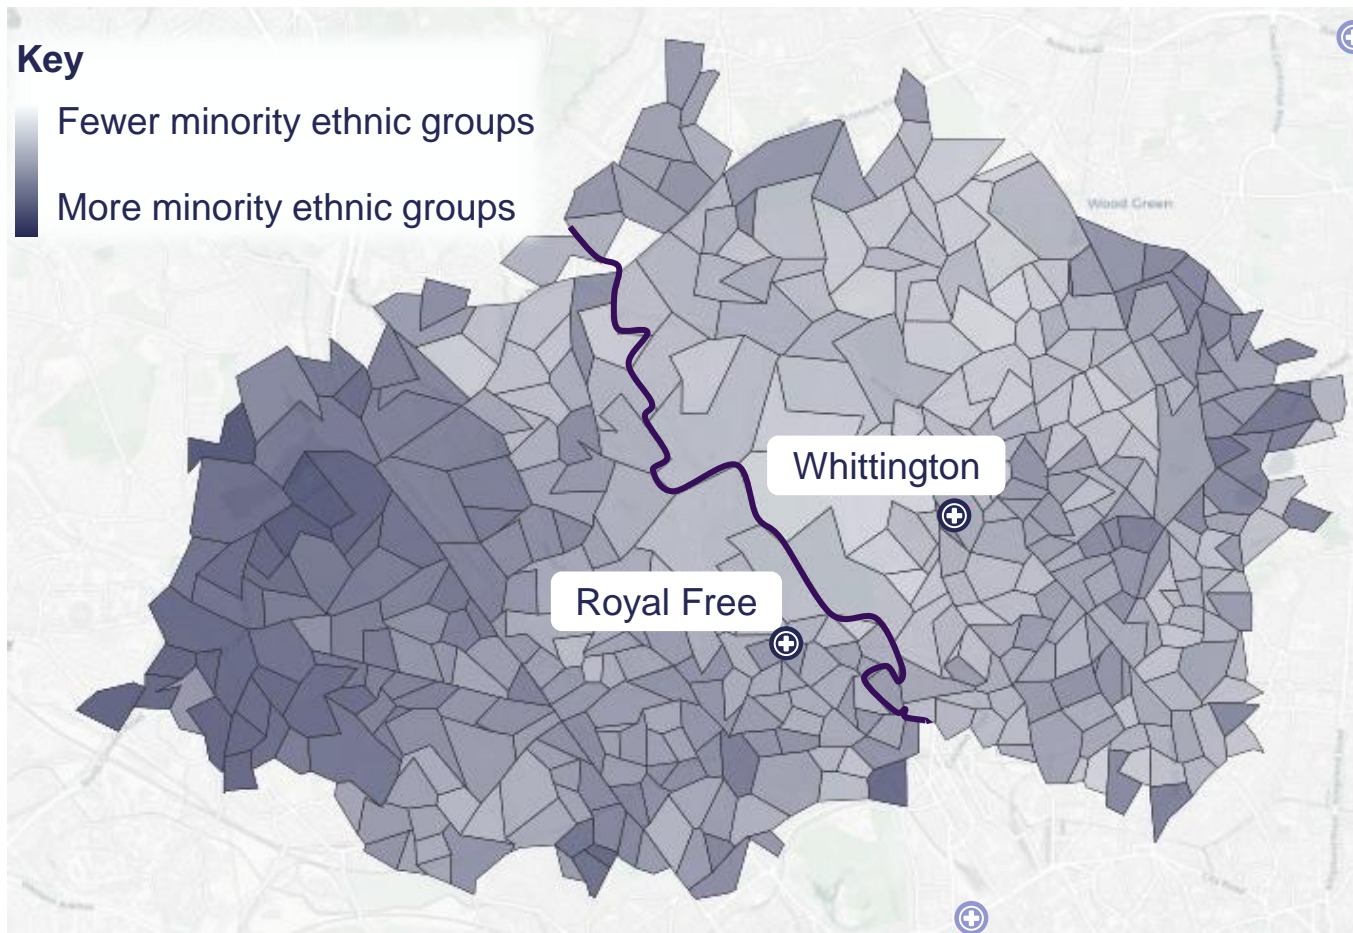 Key
Fewer minority ethnic groups
More minority ethnic groups
Wood Green
Whittington
Royal Free